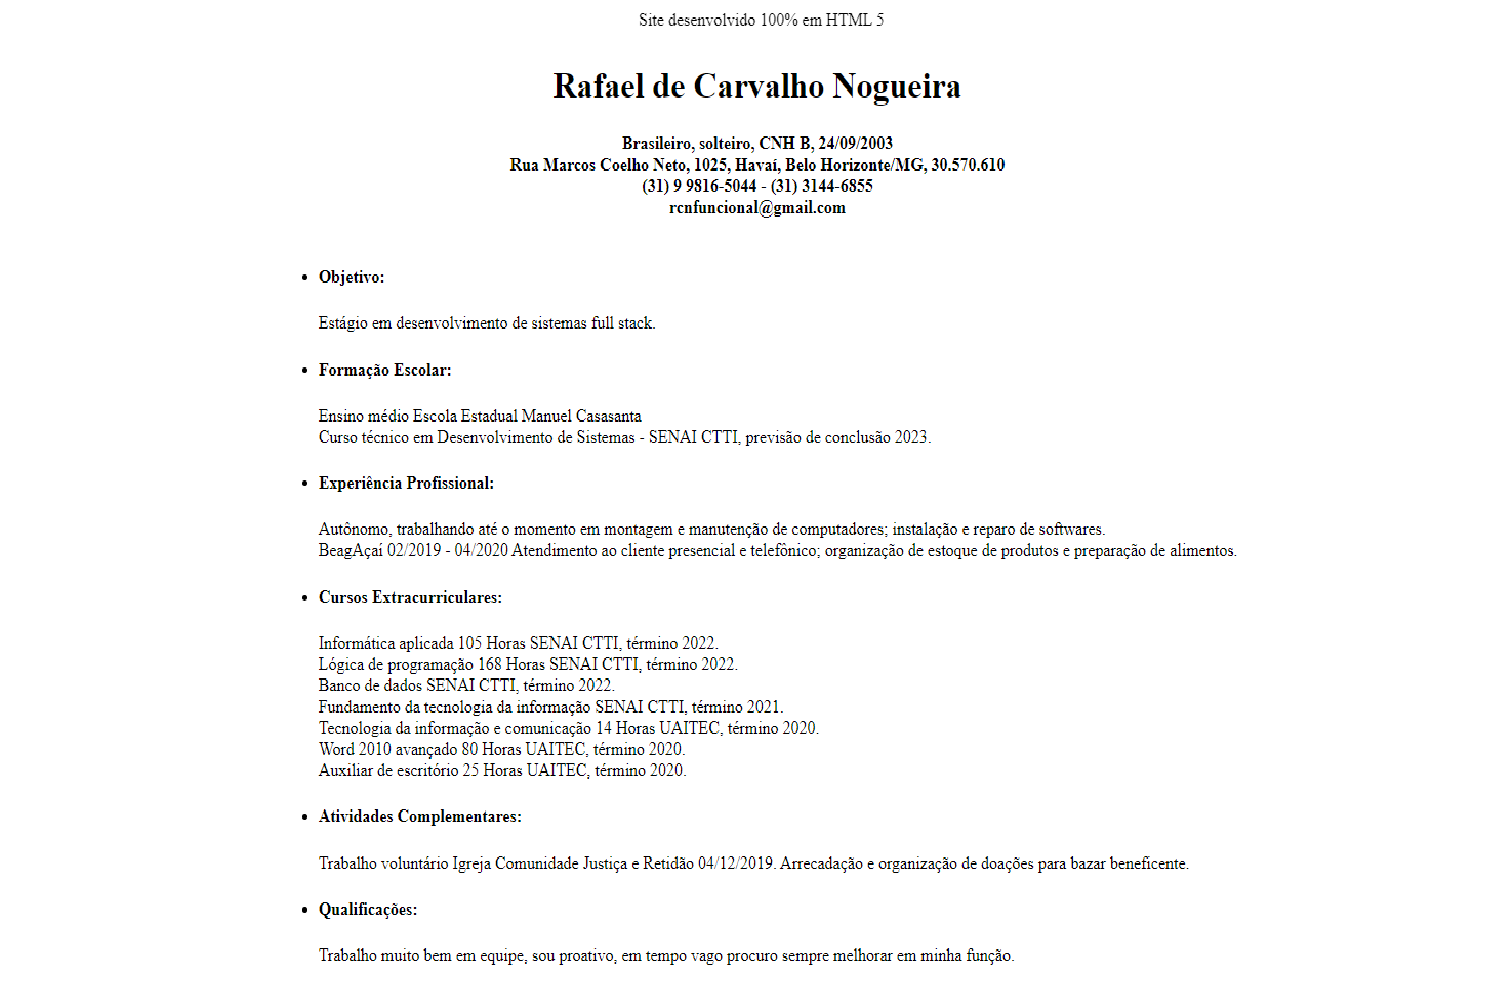 Site desenvolvido 100% em HTML 5
Rafael de Carvalho Nogueira
Brasileiro, solteiro, CNH B, 24/09/2003
Rua Marcos Coelho Neto, 1025, Havaí, Belo Horizonte/MG, 30.570.610
(31) 9 9816-5044 - (31) 3144-6855
rcnfuncional@gmail.com
• Objetivo:
Estágio em desenvolvimento de sistemas full stack.
• Formação Escolar:
Ensino médio Escola Estadual Manuel Casasanta
Curso técnico em Desenvolvimento de Sistemas - SENAI CTTI, previsão de conclusão 2023.
• Experiência Profissional:
Autônomo, trabalhando até o momento em montagem e manutenção de computadores; instalação e reparo de softwares.
BeagAçaí 02/2019 - 04/2020 Atendimento ao cliente presencial e telefônico; organização de estoque de produtos e preparação de alimentos.
• Cursos Extracurriculares:
Informática aplicada 105 Horas SENAI CTTI, término 2022.
Lógica de programação 168 Horas SENAI CTTI, término 2022.
Banco de dados SENAI CTTI, término 2022.
Fundamento da tecnologia da informação SENAI CTTI, término 2021.
Tecnologia da informação e comunicação 14 Horas UAITEC, término 2020.
Word 2010 avançado 80 Horas UAITEC, término 2020.
Auxiliar de escritório 25 Horas UAITEC, término 2020.
• Atividades Complementares:
Trabalho voluntário Igreja Comunidade Justiça e Retidão 04/12/2019. Arrecadação e organização de doações para bazar beneficente.
• Qualificações:
Trabalho muito bem em equipe, sou proativo, em tempo vago procuro sempre melhorar em minha função.